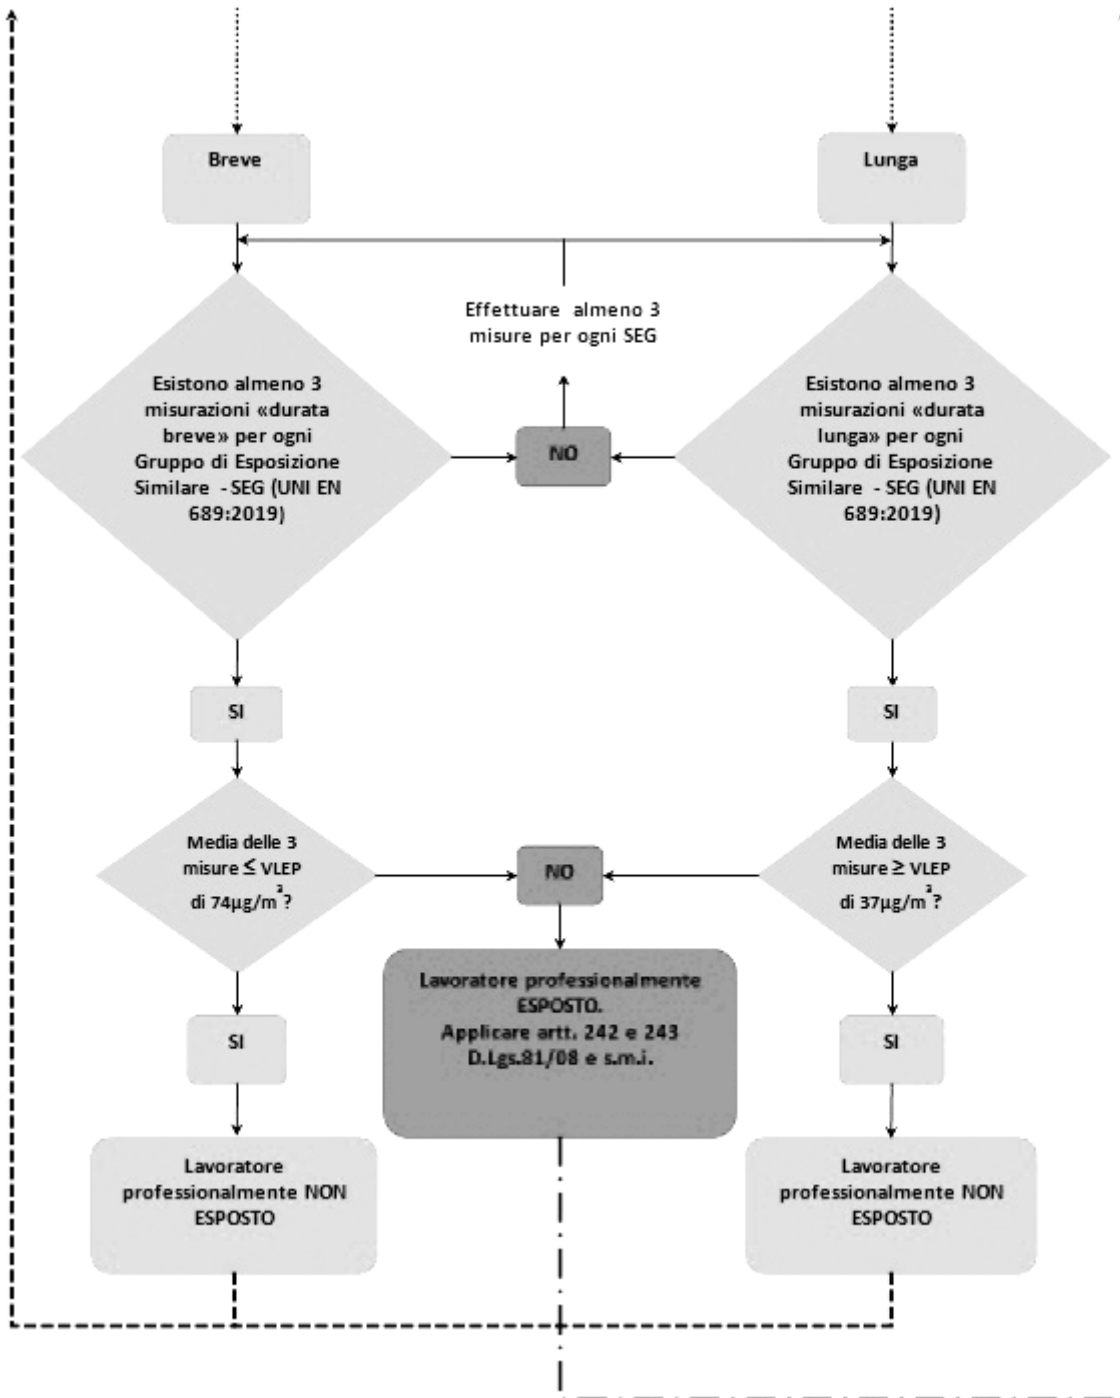 Breve
Lunga
Effettuare almeno 3
misure per ogni SEG
Esistono almeno 3
misurazioni «durata
breve» per ogni
Gruppo di Esposizione
Similare - SEG (UNI EN
689:2019)
NO
Esistono almeno 3
misurazioni «durata
lunga» per ogni
Gruppo di Esposizione
Similare - SEG (UNI EN
689:2019)
SI
SI
Media delle 3
misure ≤ VLEP
di 74µg/m³?
NO
Media delle 3
misure ≥ VLEP
di 37µg/m³?
Lavoratore professionalmente
ESPOSTO.
Applicare artt. 242 e 243
D.Lgs.81/08 e s.m.i.
SI
SI
Lavoratore
professionalmente NON
ESPOSTO
Lavoratore
professionalmente NON
ESPOSTO